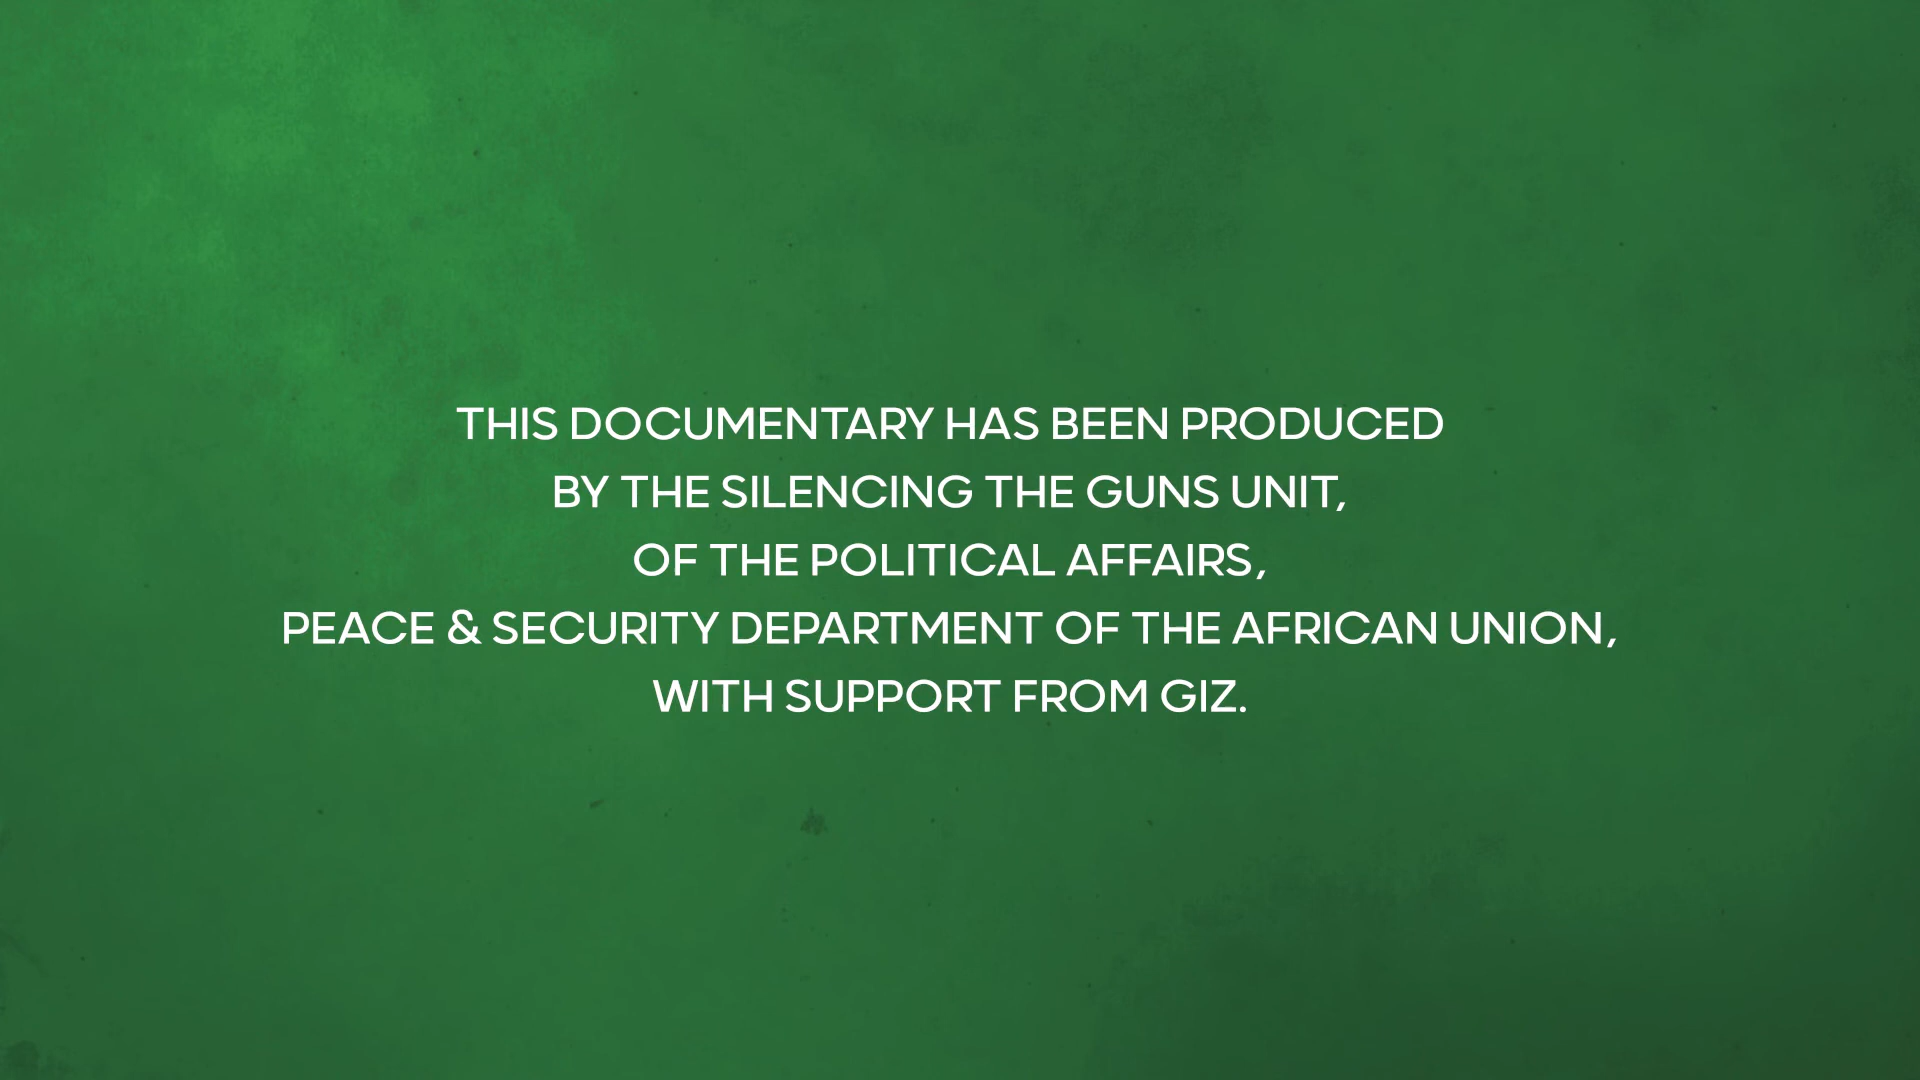 THIS DOCUMENTARY HAS BEEN PRODUCED
BY THE SILENCING THE GUNS UNIT,
OF THE POLITICAL AFFAIRS,
PEACE & SECURITY DEPARTMENT OF THE AFRICAN UNION,
WITH SUPPORT FROM GIZ.